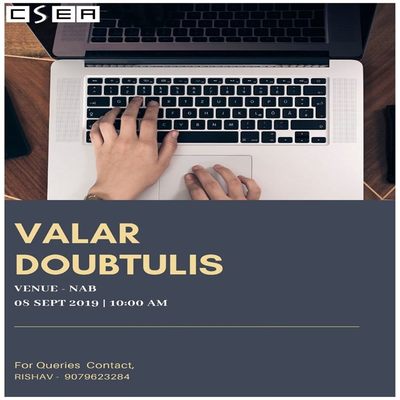 CSEA
VALAR
DOUBTULIS
VENUE - NAB
08 SEPT 2019 | 10:00 AM
For Queries Contact,
RISHAV - 9079623284